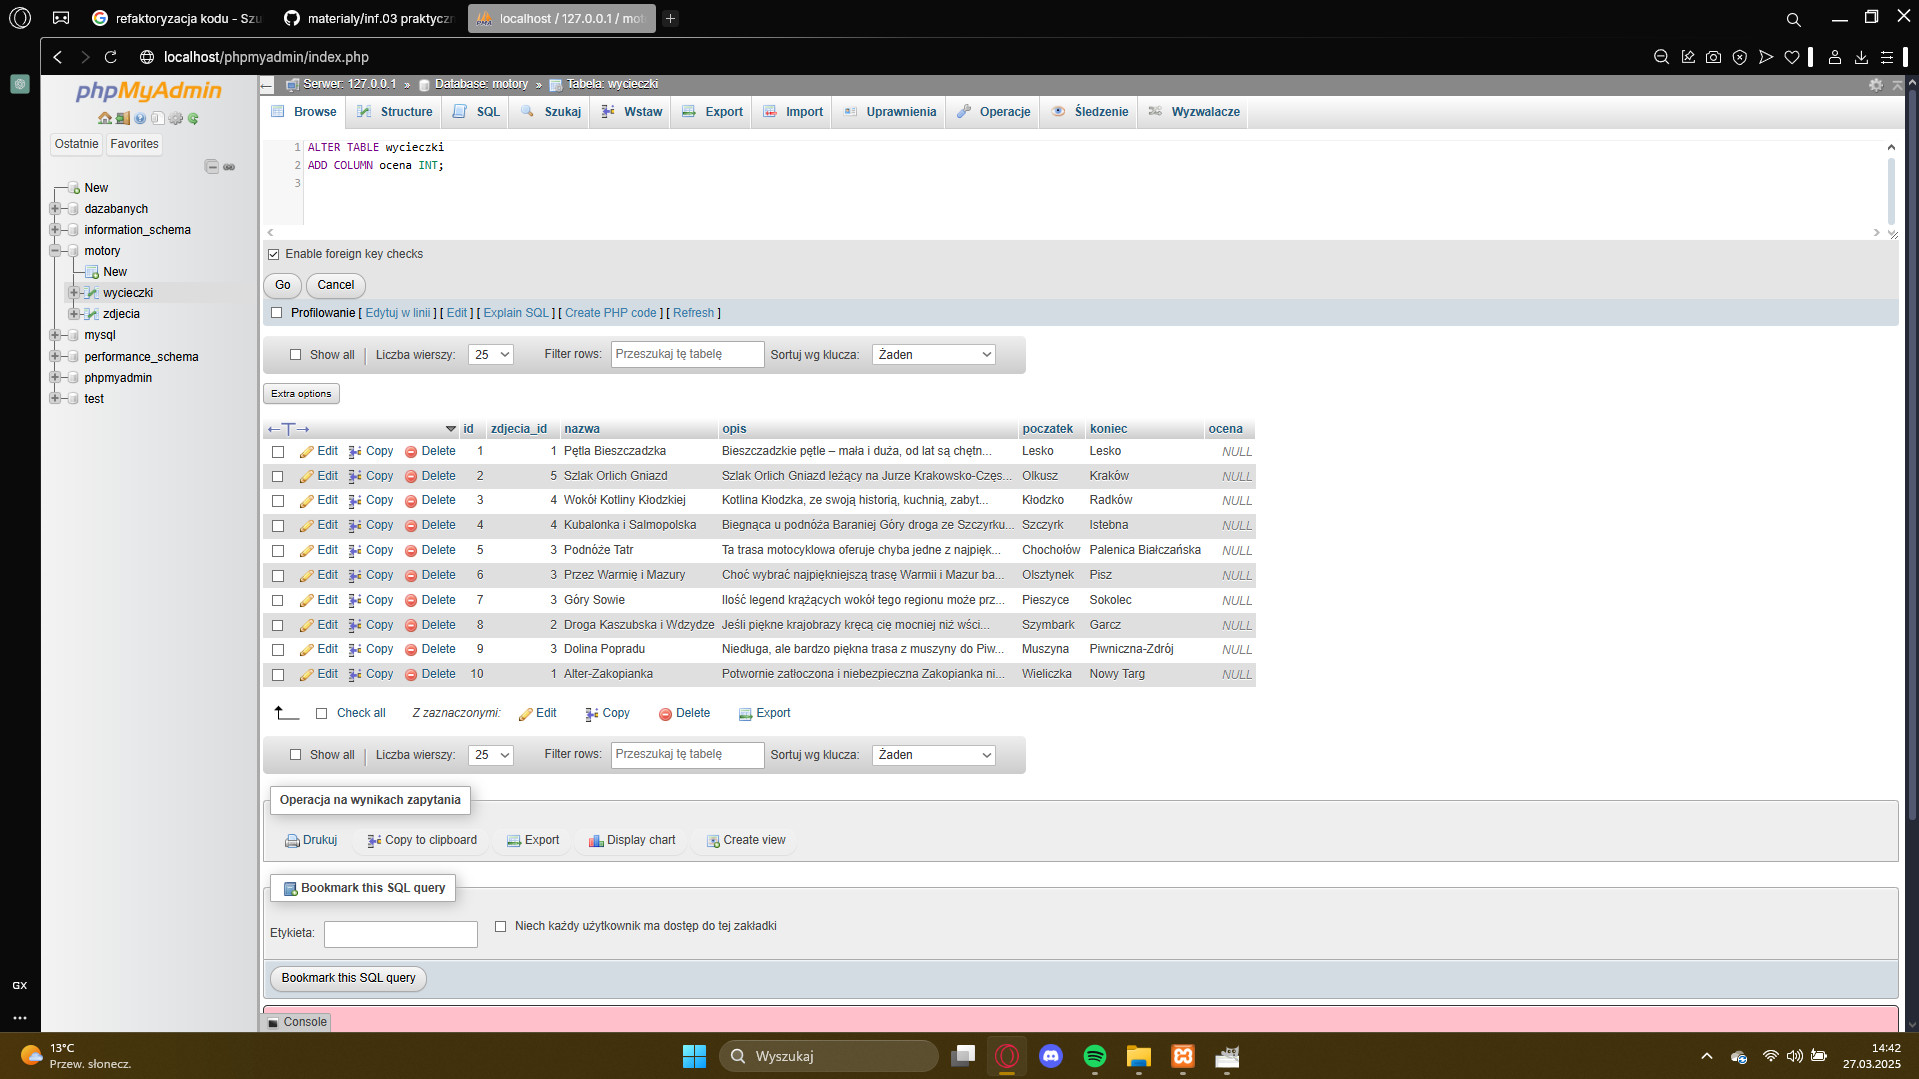 refaktoryzacja kodu - Szu
materialy/inf.03 praktyczn
localhost / 127.0.0.1 / mot
localhost/phpmyadmin/index.php
phpMyAdmin
Ostatnie Favorites
New
dazabanych
information_schema
motory
New
wycieczki
zdjecia
mysql
performance_schema
phpmyadmin
test
Serwer: 127.0.0.1 » Database: motory » Tabela: wycieczki
Browse Structure SQL Szukaj Wstaw Export Import Uprawnienia Operacje Śledzenie Wyzwalacze
1 ALTER TABLE wycieczki
2 ADD COLUMN ocena INT;
3
Enable foreign key checks
Go Cancel
Profilowanie [ Edytuj w linii ] [ Edit ] [ Explain SQL ] [ Create PHP code ] [ Refresh ]
Show all Liczba wierszy: 25 Filter rows: Przeszukaj tę tabelę Sortuj wg klucza: Żaden
Extra options
←T→ id zdjecia_id nazwa opis poczatek koniec ocena
Edit Copy Delete 1 1 Pętla Bieszczadzka Bieszczadzkie pętle – mała i duża, od lat są chętn... Lesko Lesko NULL
Edit Copy Delete 2 5 Szlak Orlich Gniazd Szlak Orlich Gniazd leżący na Jurze Krakowsko-Częs... Olkusz Kraków NULL
Edit Copy Delete 3 4 Wokół Kotliny Kłodzkiej Kotlina Kłodzka, ze swoją historią, kuchnią, zabyt... Kłodzko Radków NULL
Edit Copy Delete 4 4 Kubalonka i Salmopolska Biegnąca u podnóża Baraniej Góry droga ze Szczyrku... Szczyrk Istebna NULL
Edit Copy Delete 5 3 Podnóże Tatr Ta trasa motocyklowa oferuje chyba jedne z najpięk... Chochołów Palenica Białczańska NULL
Edit Copy Delete 6 3 Przez Warmię i Mazury Choć wybrać najpiękniejszą trasę Warmii i Mazur ba... Olsztynek Pisz NULL
Edit Copy Delete 7 3 Góry Sowie Ilość legend krążących wokół tego regionu może prz... Pieszyce Sokolec NULL
Edit Copy Delete 8 2 Droga Kaszubska i Wdzydze Jeśli piękne krajobrazy kręcą cię mocniej niż wści... Szymbark Garcz NULL
Edit Copy Delete 9 3 Dolina Popradu Niedługa, ale bardzo piękna trasa z muszyny do Piw... Muszyna Piwniczna-Zdrój NULL
Edit Copy Delete 10 1 Alter-Zakopianka Potwornie zatłoczona i niebezpieczna Zakopianka ni... Wieliczka Nowy Targ NULL
Check all Z zaznaczonymi: Edit Copy Delete Export
Show all Liczba wierszy: 25 Filter rows: Przeszukaj tę tabelę Sortuj wg klucza: Żaden
Operacja na wynikach zapytania
Drukuj Copy to clipboard Export Display chart Create view
Bookmark this SQL query
Etykieta: Niech każdy użytkownik ma dostęp do tej zakładki
Bookmark this SQL query
Console
GX
13°C
Przew. słonecz.
Wyszukaj
14:42
27.03.2025